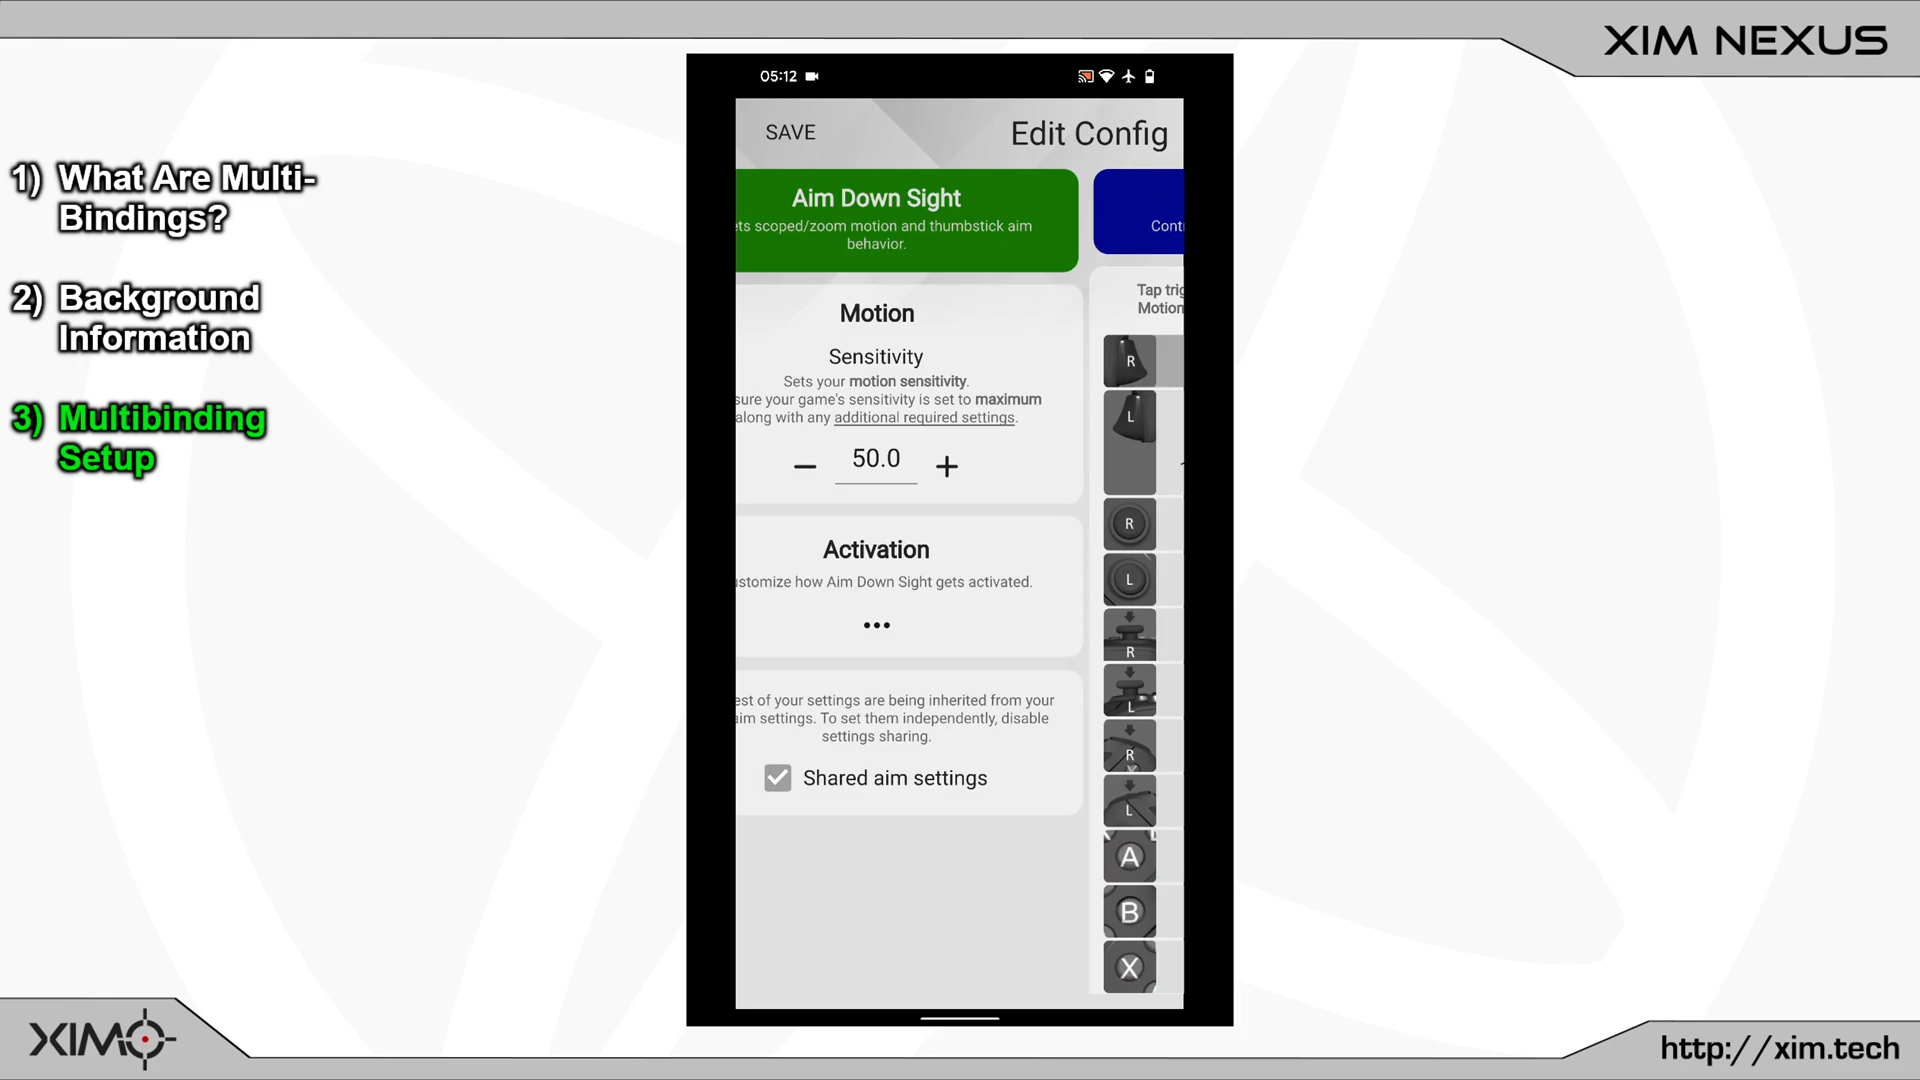 XIM NEXUS
05:12
SAVE
Edit Config
1) What Are Multi-
Bindings?
2) Background
Information
3) Multibinding
Setup
Aim Down Sight
ets scoped/zoom motion and thumbstick aim
behavior.
Cont
Motion
Sensitivity
Sets your motion sensitivity.
sure your game's sensitivity is set to maximum
along with any additional required settings.
− 50.0 +
Activation
ustomize how Aim Down Sight gets activated.
•••
est of your settings are being inherited from your
aim settings. To set them independently, disable
settings sharing.
Shared aim settings
Tap trig
Motion
R
L
R
L
R
L
R
L
A
B
X
XIM
http://xim.tech